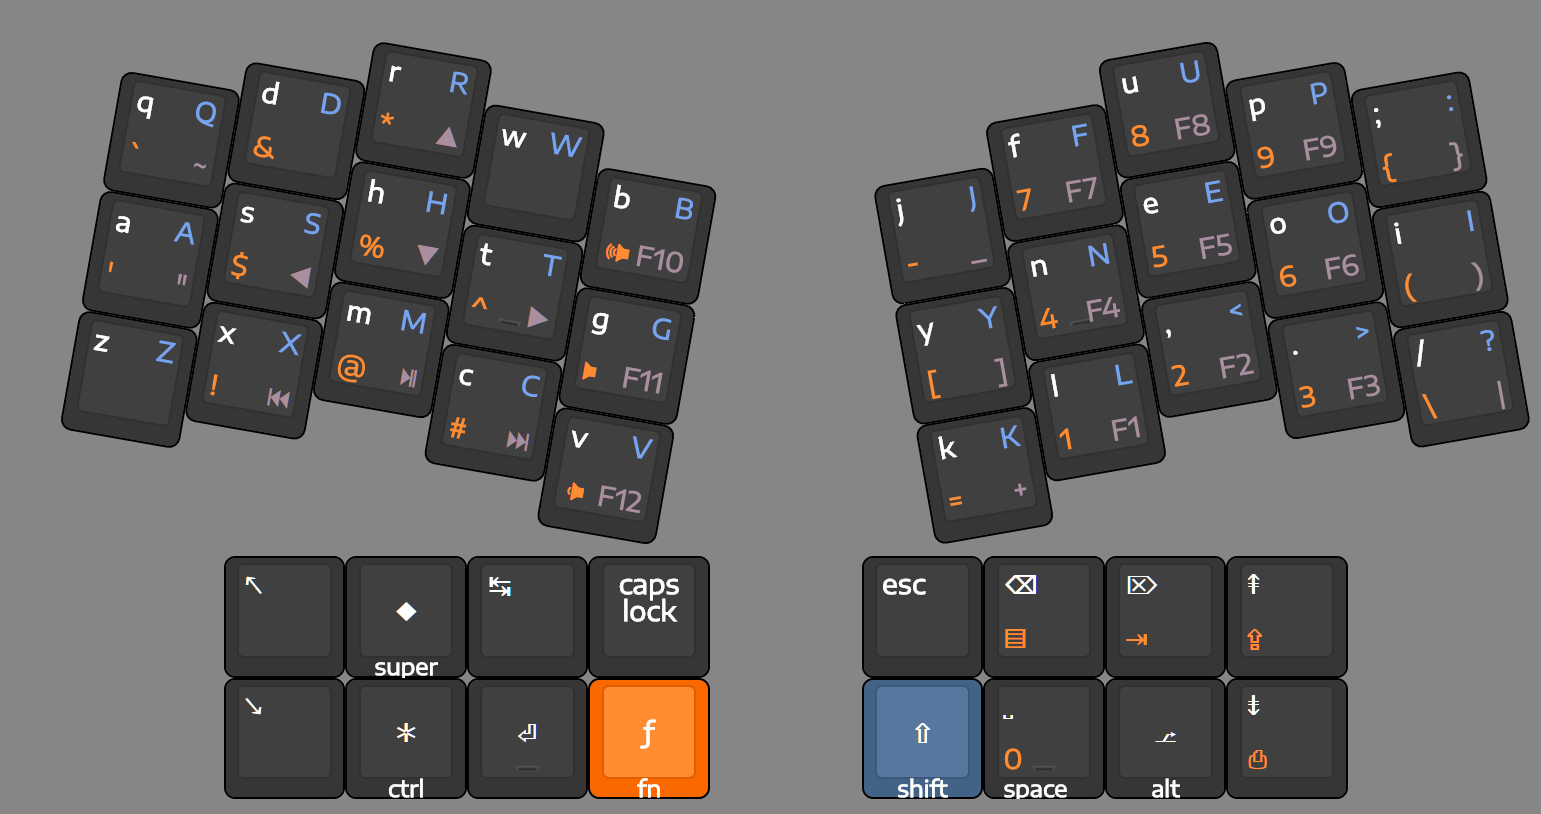 q Q ` ~
d D &
r R * ▲
w W
b B F10
a A ' "
s S $ ◀
h H % ▼
t T ^ ▶
g G F11
z Z
x X ! ⏮
m M @ ⏯
c C # ⏭
v V F12
j J - _
f F 7 F7
u U 8 F8
p P 9 F9
; : { }
y Y [ ]
n N 4 F4
e E 5 F5
o O 6 F6
i I ( )
k K = +
l L 1 F1
, < 2 F2
. > 3 F3
/ ? \ |
↖
◆ super
↹
caps
lock
esc
⌫ ▤
⌦ ⇥
⇞ ⇪
↘
* ctrl
⏎
ƒ fn
⇧ shift
␣ 0 space
alt
⇟ ⎙